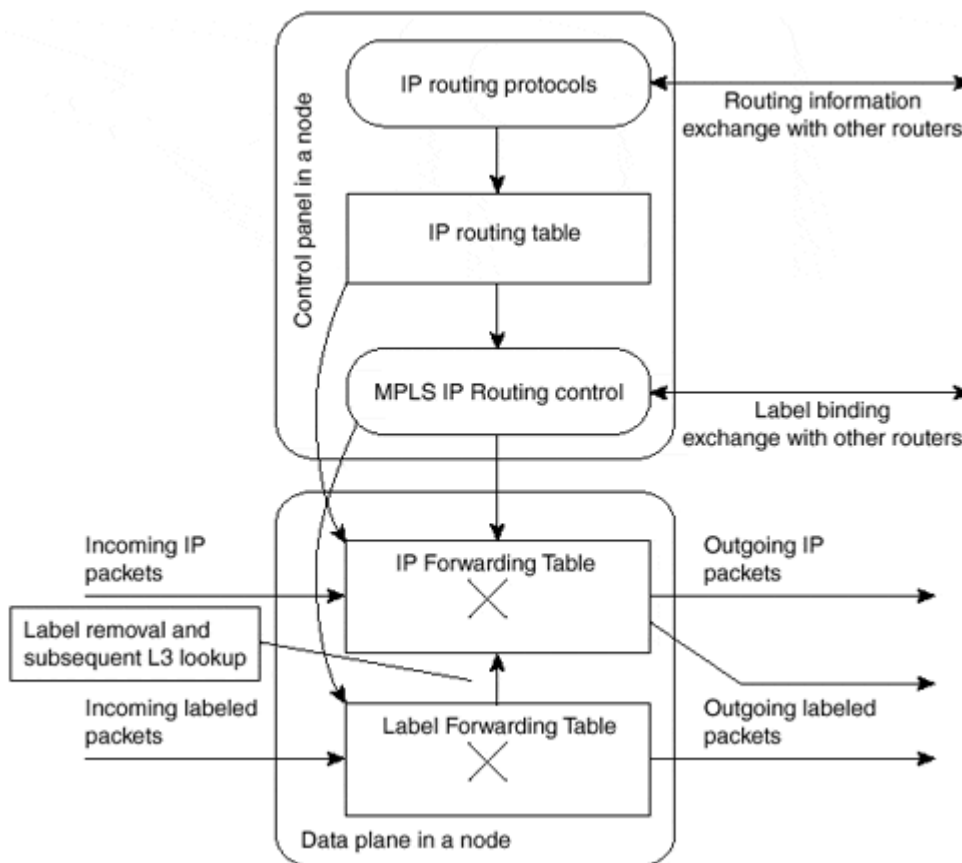 IP routing protocols
Routing information
exchange with other routers
Control panel in a node
IP routing table
MPLS IP Routing control
Label binding
exchange with other routers
Incoming IP
packets
IP Forwarding Table
Outgoing IP
packets
Label removal and
subsequent L3 lookup
Incoming labeled
packets
Label Forwarding Table
Outgoing labeled
packets
Data plane in a node